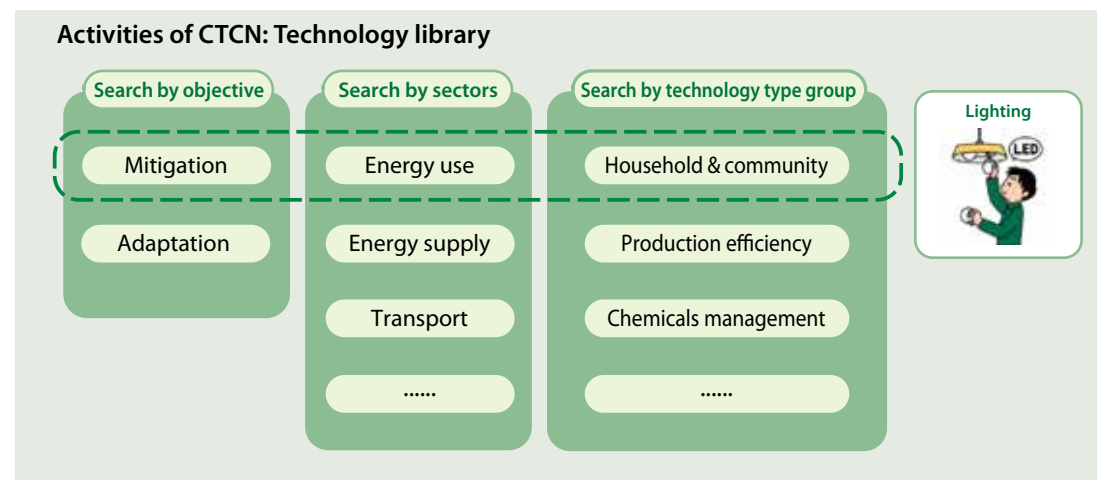 Activities of CTCN: Technology library
Search by objective
Mitigation
Adaptation
Search by sectors
Energy use
Energy supply
Transport
......
Search by technology type group
Household & community
Production efficiency
Chemicals management
......
Lighting
LED